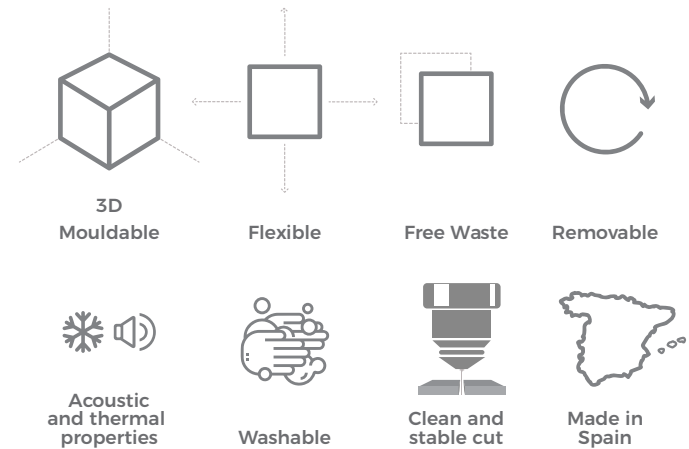 3D
Mouldable
Flexible
Free Waste
Removable
Acoustic
and thermal
properties
Washable
Clean and
stable cut
Made in
Spain